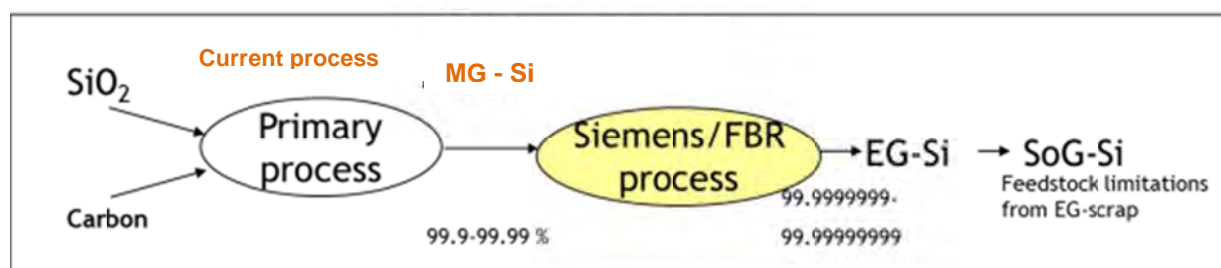 Current process
MG - Si
SiO₂
Primary
process
Carbon
99.9-99.99 %
Siemens/FBR
process
EG-Si
99.9999999-
99.99999999
SoG-Si
Feedstock limitations
from EG-scrap